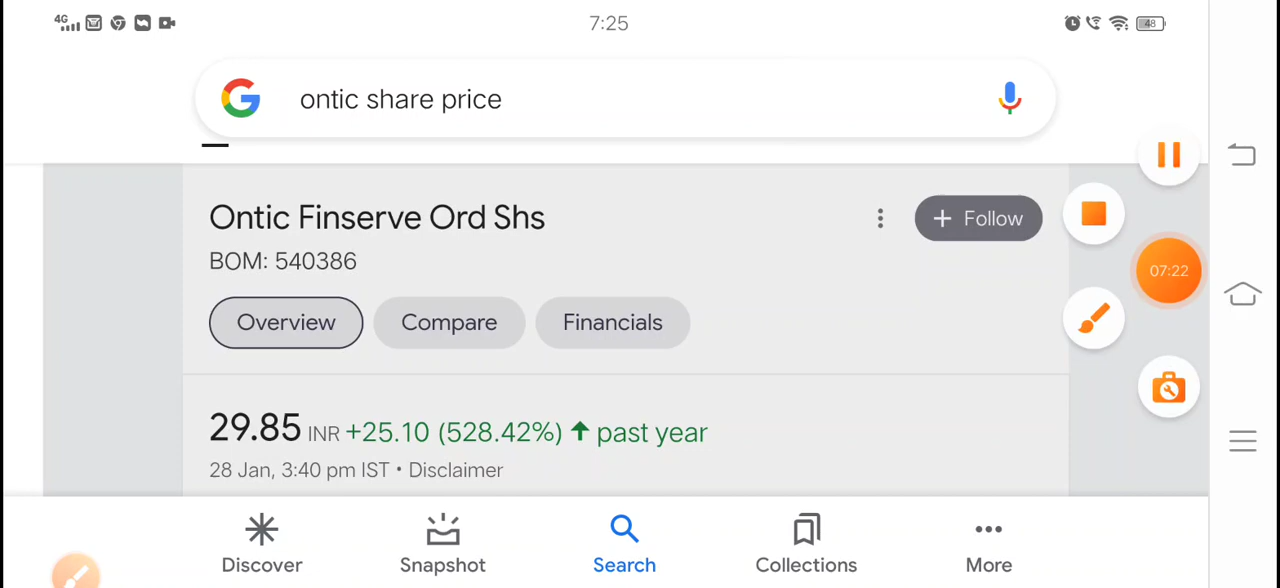 4G 7:25 48
ontic share price
Ontic Finserve Ord Shs
+ Follow
BOM: 540386
Overview Compare Financials
07:22
29.85 INR +25.10 (528.42%) ↑ past year
28 Jan, 3:40 pm IST • Disclaimer
Discover Snapshot Search Collections More